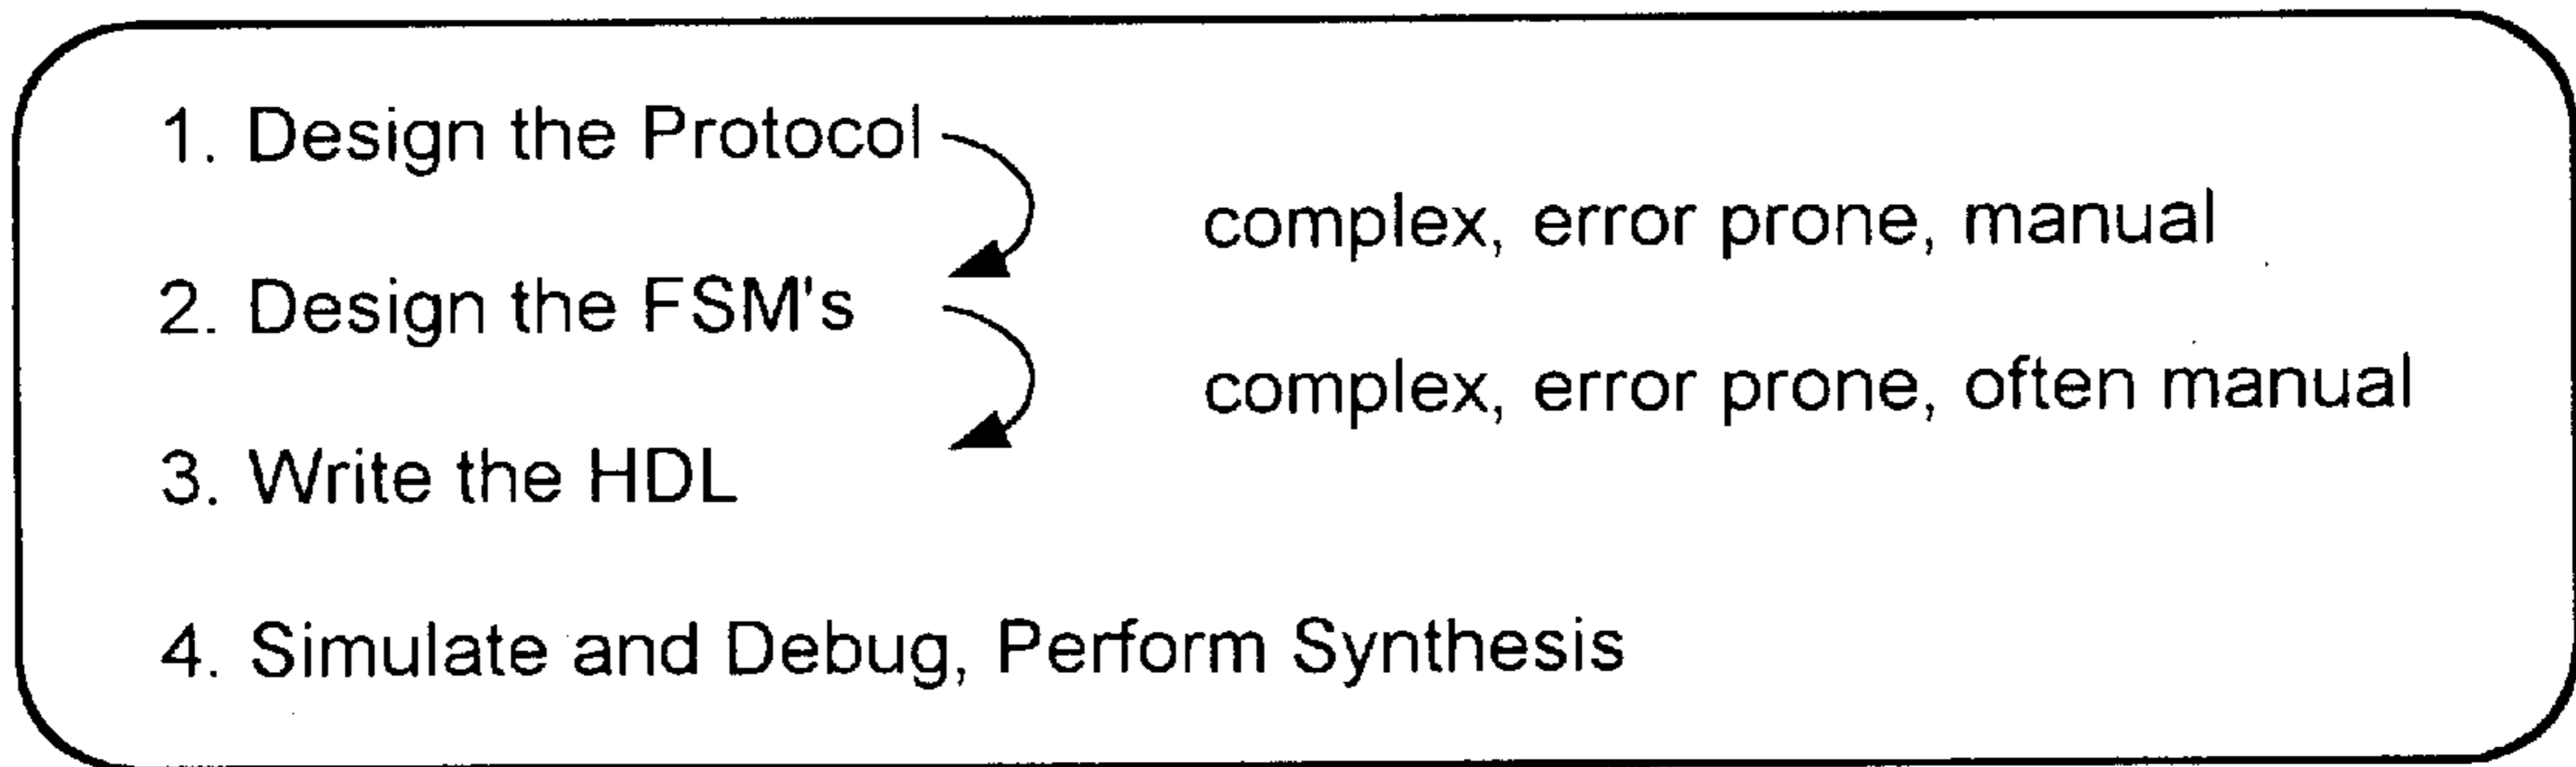 1. Design the Protocol
complex, error prone, manual
2. Design the FSM's
complex, error prone, often manual
3. Write the HDL
4. Simulate and Debug, Perform Synthesis